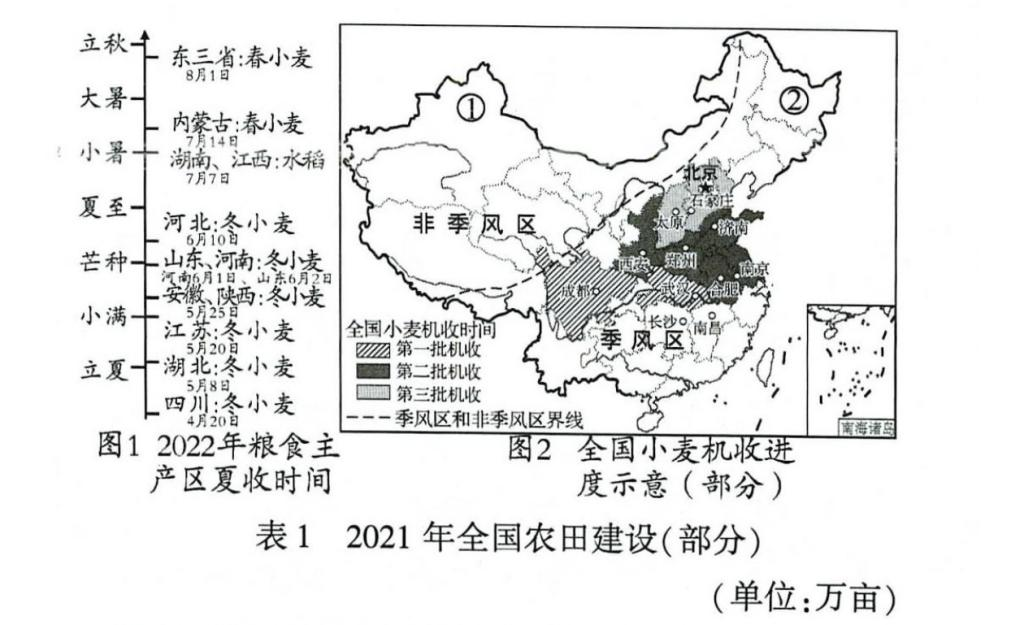 立秋
东三省:春小麦
8月1日
大暑
内蒙古:春小麦
7月14日
小暑
湖南、江西:水稻
7月7日
夏至
河北:冬小麦
6月10日
芒种
山东、河南:冬小麦
河南6月1日、山东6月2日
安徽、陕西:冬小麦
5月25日
小满
江苏:冬小麦
5月20日
立夏
湖北:冬小麦
5月8日
四川:冬小麦
4月20日
图1 2022年粮食主
产区夏收时间
①
②
北京
石家庄
太原
济南
非季风区
西安
郑州
南京
成都
武汉
合肥
长沙
南昌
季风区
全国小麦机收时间
第一批机收
第二批机收
第三批机收
季风区和非季风区界线
南海诸岛
图2 全国小麦机收进
度示意(部分)
表1 2021年全国农田建设(部分)
(单位:万亩)